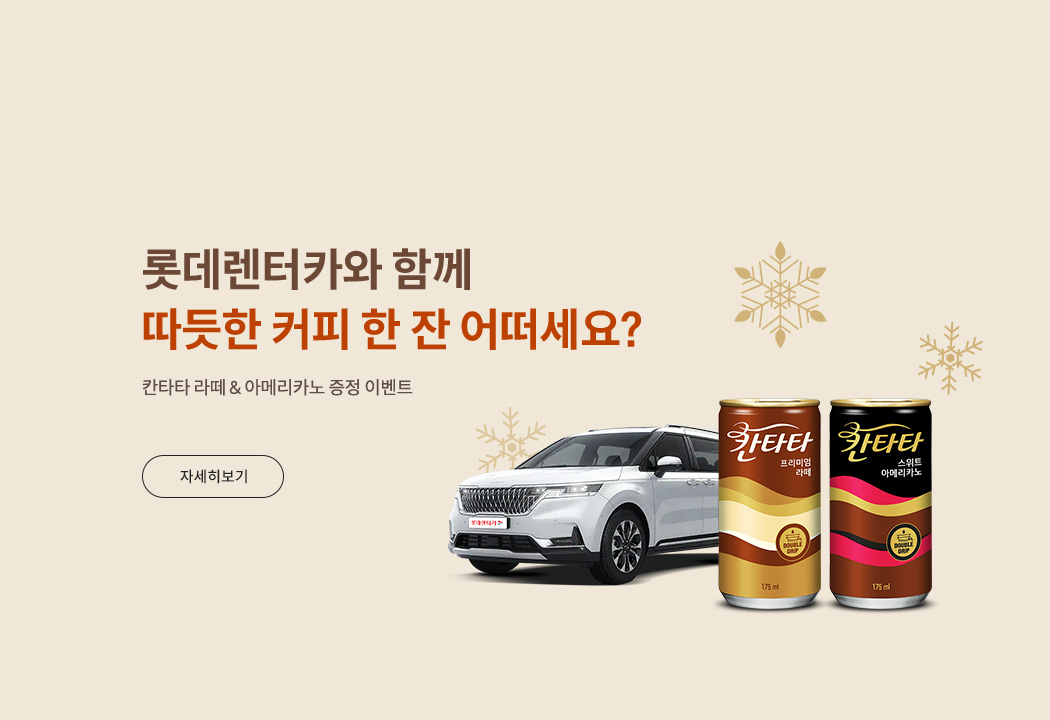 롯데렌터카와 함께
따듯한 커피 한 잔 어떠세요?
칸타타 라떼 & 아메리카노 증정 이벤트
자세히보기
롯데렌터카
칸타타
프리미엄
라떼
DOUBLE
DRIP
175 ml
칸타타
스위트
아메리카노
DOUBLE
DRIP
175 ml